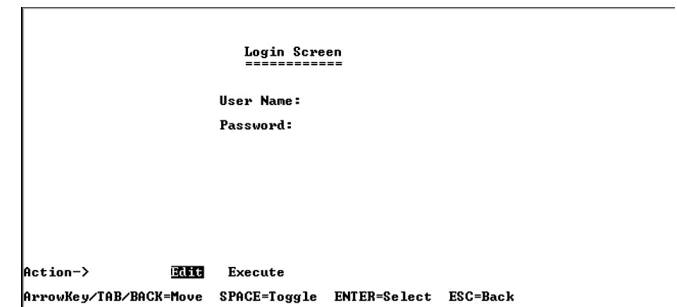 Login Screen
============
User Name:
Password:
Action-> Edit Execute
ArrowKey/TAB/BACK=Move SPACE=Toggle ENTER=Select ESC=Back